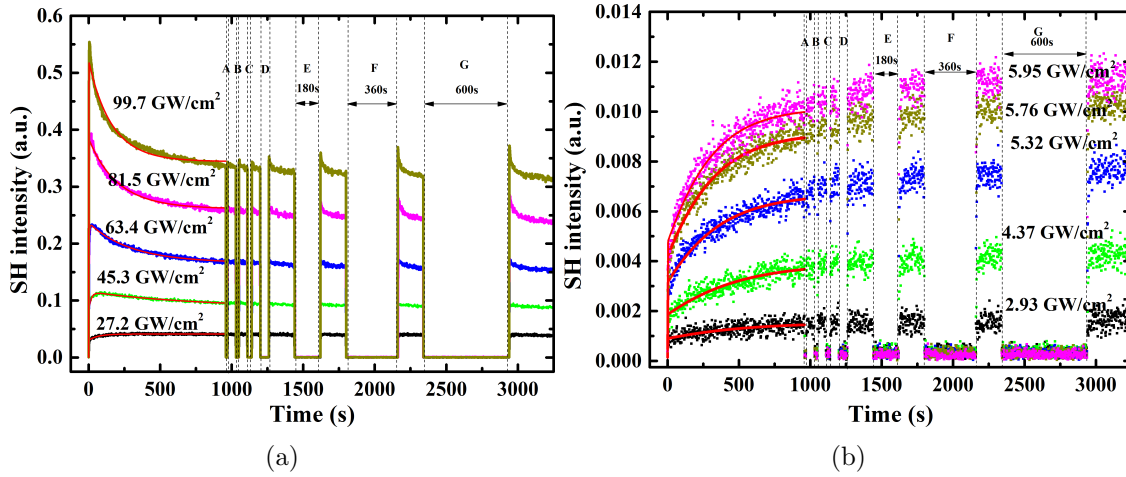 SH intensity (a.u.)
0.6
0.5
0.4
0.3
0.2
0.1
0.0
A B C D E F G
180s 360s 600s
99.7 GW/cm2
81.5 GW/cm2
63.4 GW/cm2
45.3 GW/cm2
27.2 GW/cm2
0 500 1000 1500 2000 2500 3000
Time (s)
(a)
SH intensity (a.u.)
0.014
0.012
0.010
0.008
0.006
0.004
0.002
0.000
A B C D E F G
180s 360s 600s
5.95 GW/cm2
5.76 GW/cm2
5.32 GW/cm2
4.37 GW/cm2
2.93 GW/cm2
0 500 1000 1500 2000 2500 3000
Time (s)
(b)